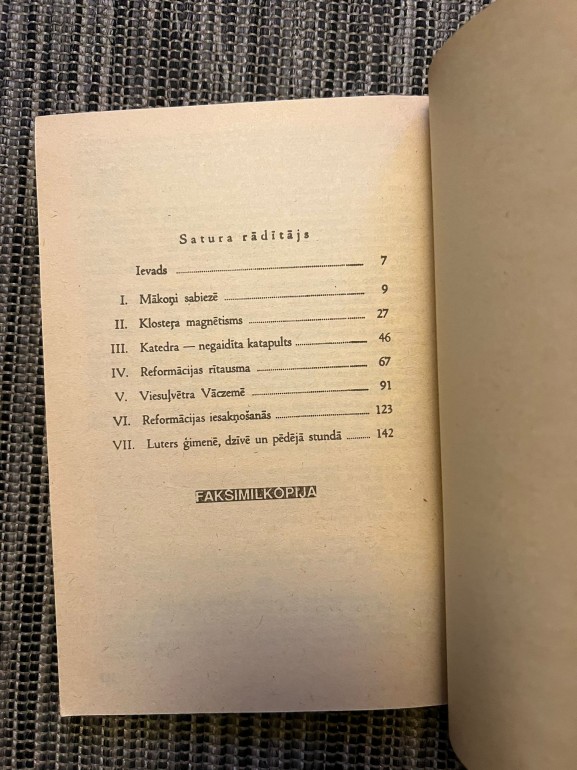 Satura rādītājs
Ievads 7
I. Mākoņi sabiezē 9
II. Klosteŗa magnētisms 27
III. Katedra — negaidīta katapults 46
IV. Reformācijas rītausma 67
V. Viesuļvētra Vāczemē 91
VI. Reformācijas iesakņošanās 123
VII. Luters ģimenē, dzīvē un pēdējā stundā 142
FAKSIMILKOPIJA